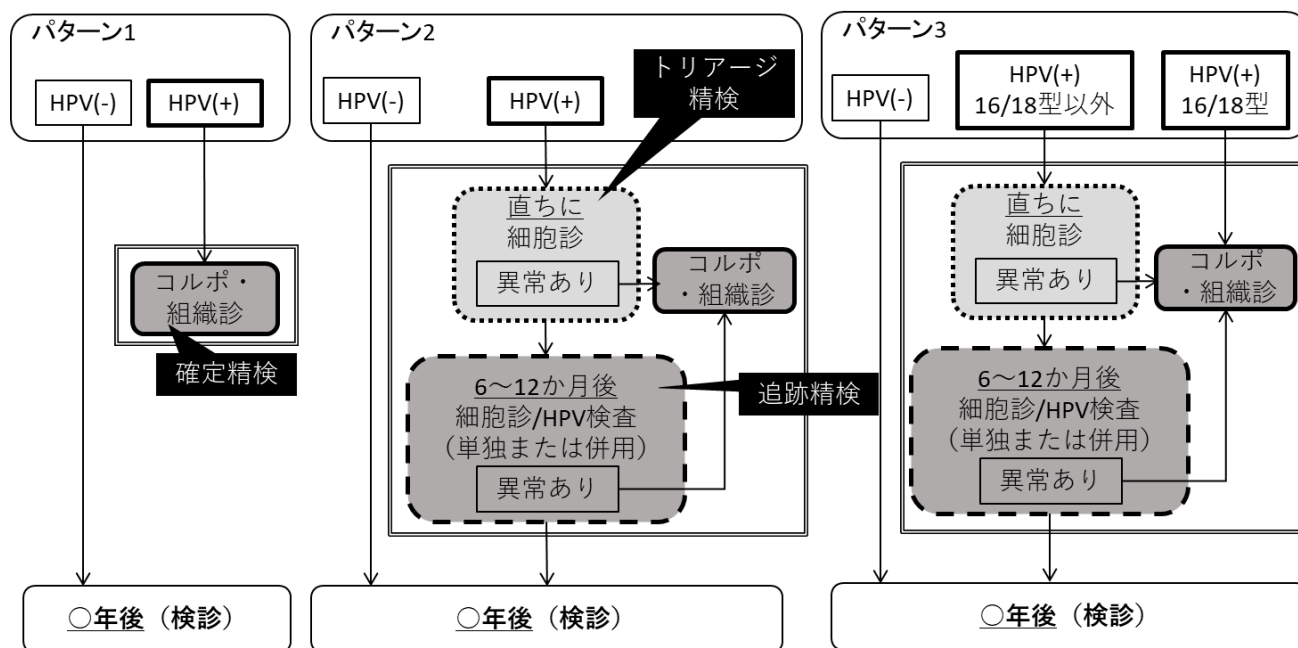 パターン1
HPV(-)
HPV(+)
コルポ・
組織診
確定精検
○年後（検診）
パターン2
HPV(-)
HPV(+)
トリアージ
精検
直ちに
細胞診
異常あり
コルポ
・組織診
6～12か月後
細胞診/HPV検査
（単独または併用）
異常あり
追跡精検
○年後（検診）
パターン3
HPV(-)
HPV(+)
16/18型以外
HPV(+)
16/18型
直ちに
細胞診
異常あり
コルポ
・組織診
6～12か月後
細胞診/HPV検査
（単独または併用）
異常あり
○年後（検診）